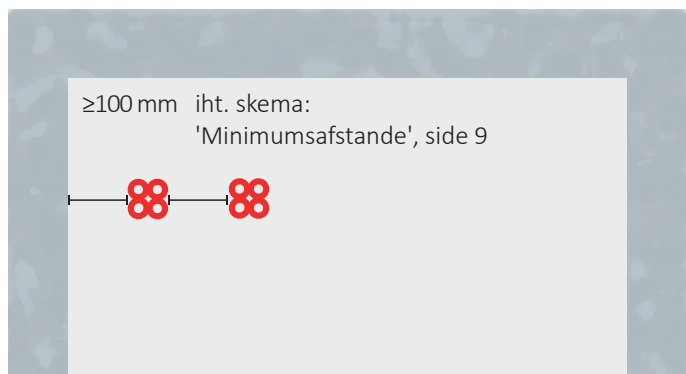 ≥100 mm iht. skema:
'Minimumsafstande', side 9